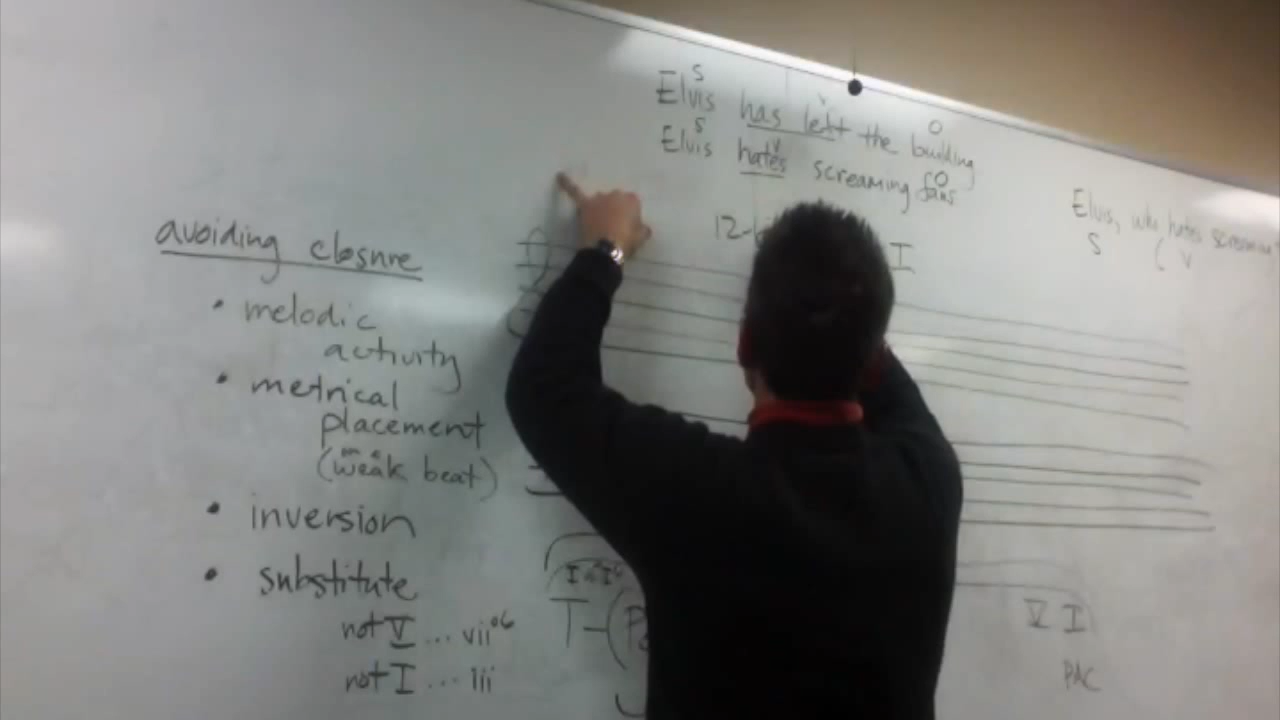 S V O
Elvis has left the building
S V O
Elvis hates screaming fans
Elvis, who hates screaming
S ( V
12-
I
avoiding closure
• melodic
activity
• metrical
placement
(on a weak beat)
• inversion
• substitute
not V ... vii°6
not I ... iii
T – (P
V I
PAC